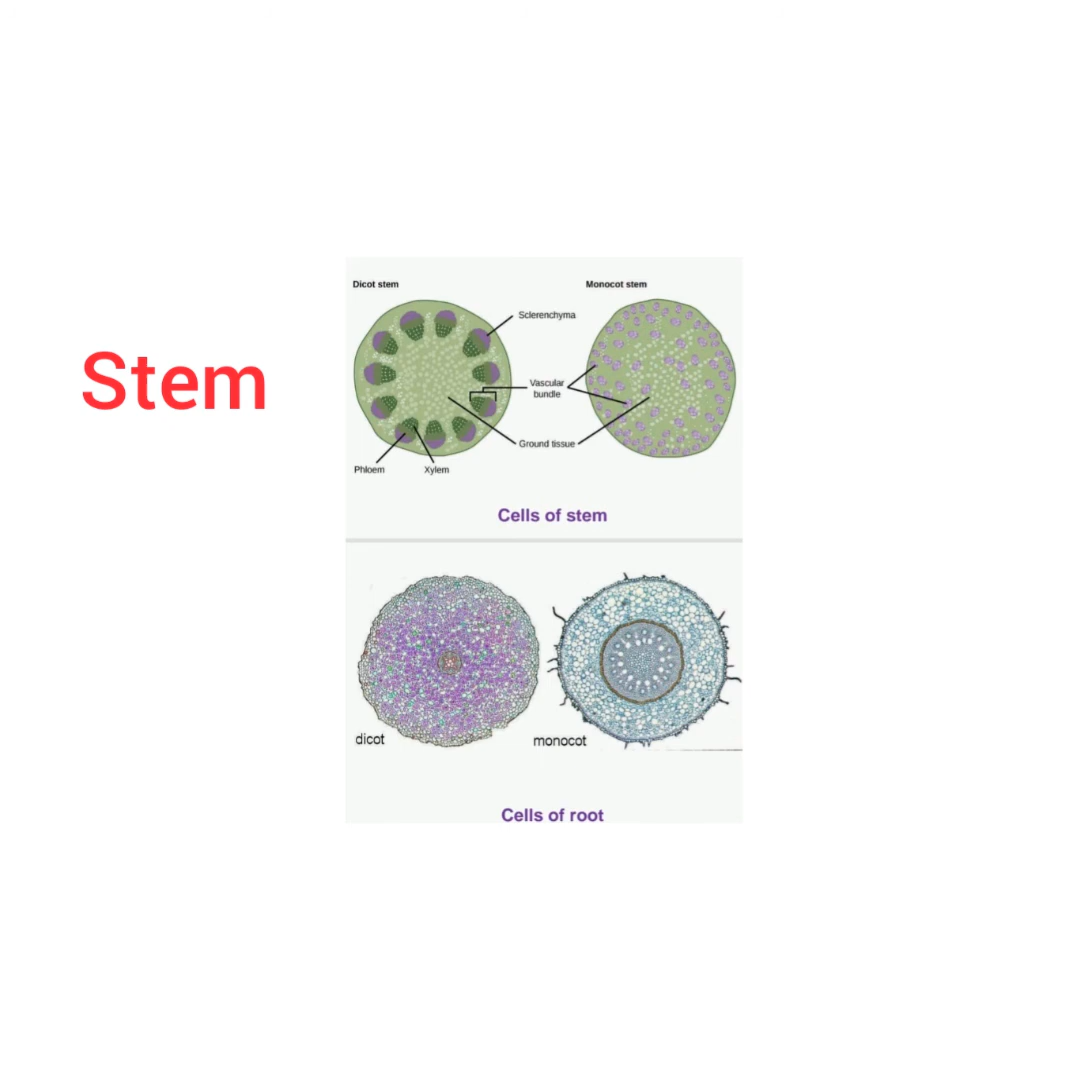 Stem
Dicot stem
Monocot stem
Sclerenchyma
Vascular
bundle
Ground tissue
Phloem
Xylem
Cells of stem
dicot
monocot
Cells of root